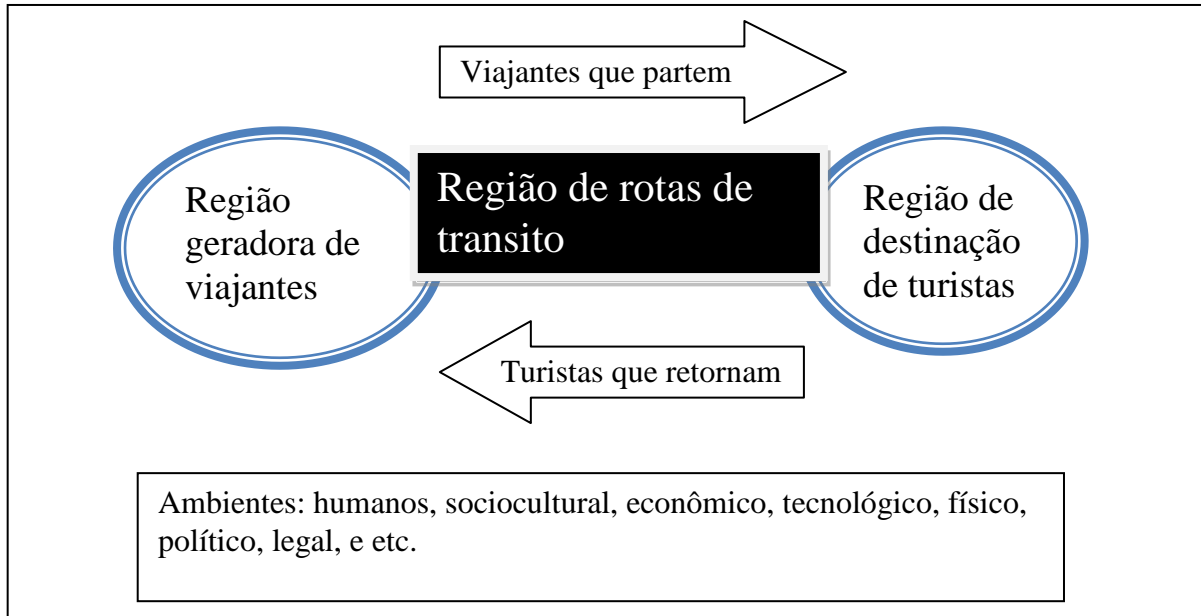 Viajantes que partem
Região
geradora de
viajantes
Região de rotas de
transito
Região de
destinação
de turistas
Turistas que retornam
Ambientes: humanos, sociocultural, econômico, tecnológico, físico,
político, legal, e etc.